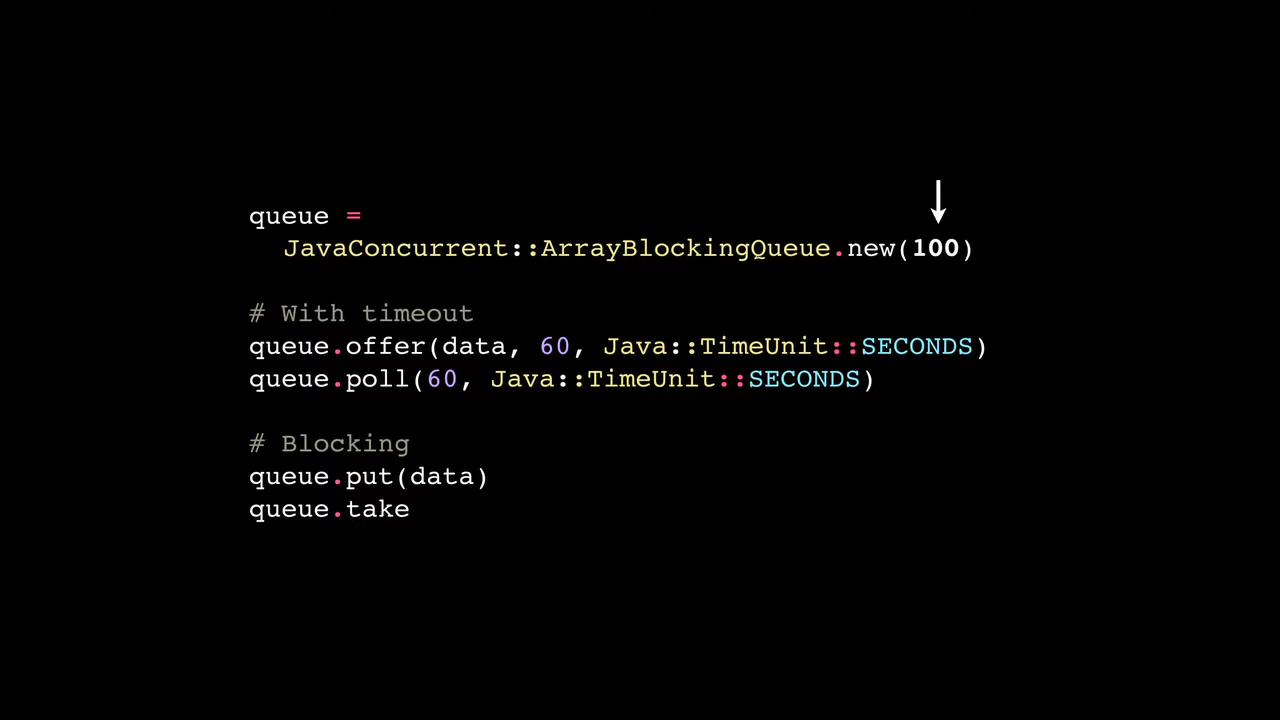 queue =
JavaConcurrent::ArrayBlockingQueue.new(100)
# With timeout
queue.offer(data, 60, Java::TimeUnit::SECONDS)
queue.poll(60, Java::TimeUnit::SECONDS)
# Blocking
queue.put(data)
queue.take